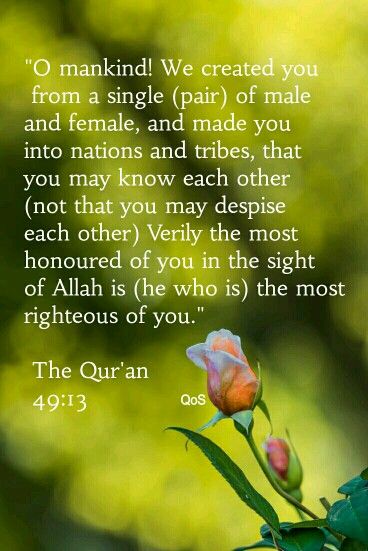 "O mankind! We created you
from a single (pair) of male
and female, and made you
into nations and tribes, that
you may know each other
(not that you may despise
each other) Verily the most
honoured of you in the sight
of Allah is (he who is) the most
righteous of you."
The Qur'an
49:13
QoS